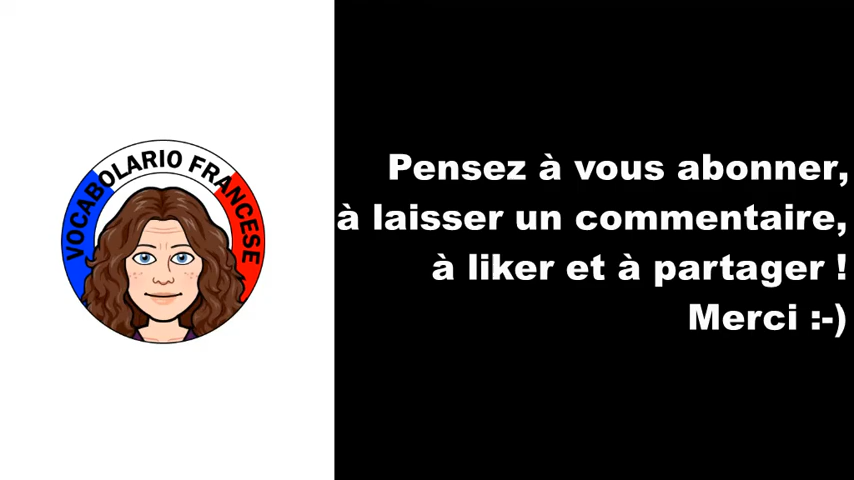 VOCABOLARIO FRANCESE
Pensez à vous abonner,
à laisser un commentaire,
à liker et à partager !
Merci :-)